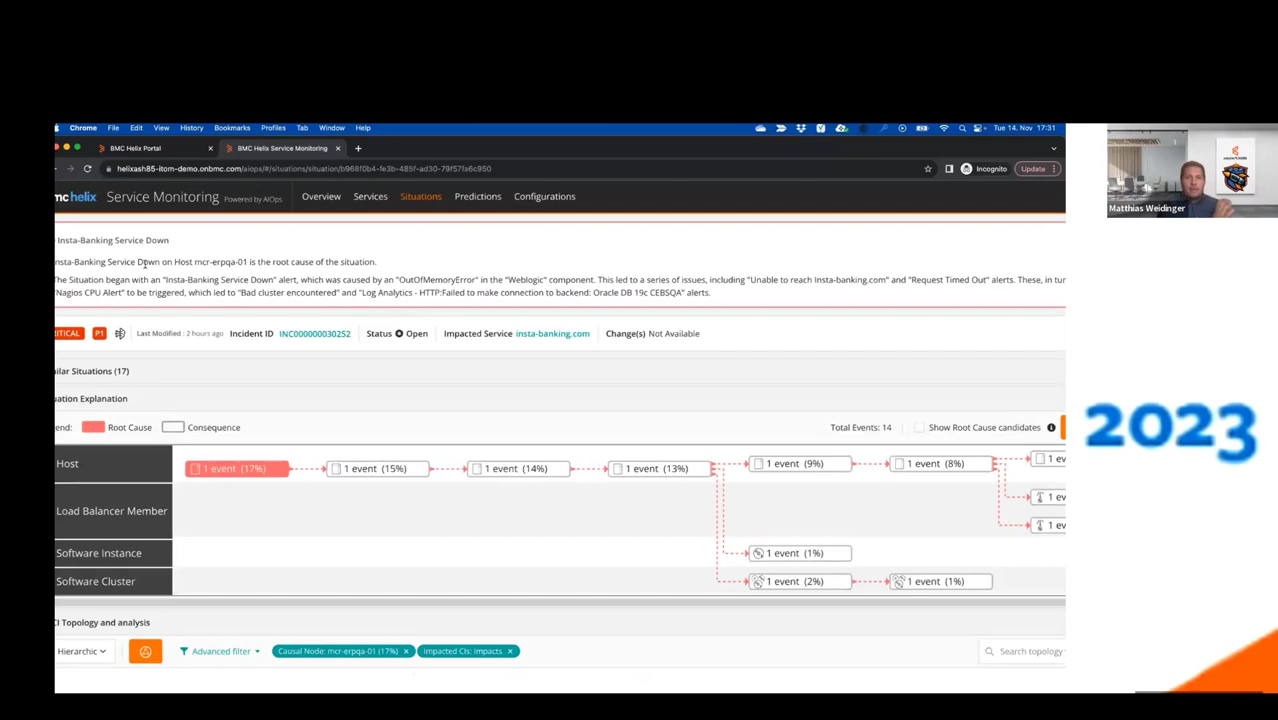 Chrome File Edit View History Bookmarks Profiles Tab Window Help Tue 14. Nov 17:31
BMC Helix Portal × BMC Helix Service Monitoring × +
helixash85-itom-demo.onbmc.com/aiops/#/situations/situation/b968f0b4-fe3b-485f-ad30-79f57fa6c950 Incognito Update
mc helix Service Monitoring Powered by AIOps Overview Services Situations Predictions Configurations
Matthias Weidinger
Insta-Banking Service Down
nsta-Banking Service Down on Host mcr-erpqa-01 is the root cause of the situation.
The Situation began with an "Insta-Banking Service Down" alert, which was caused by an "OutOfMemoryError" in the "Weblogic" component. This led to a series of issues, including "Unable to reach Insta-banking.com" and "Request Timed Out" alerts. These, in tur
"Nagios CPU Alert" to be triggered, which led to "Bad cluster encountered" and "Log Analytics - HTTP:Failed to make connection to backend: Oracle DB 19c CEBSQA" alerts.
ITICAL P1 Last Modified : 2 hours ago Incident ID INC000000030252 Status Open Impacted Service insta-banking.com Change(s) Not Available
ilar Situations (17)
uation Explanation
end: Root Cause Consequence Total Events: 14 Show Root Cause candidates
2023
Host 1 event (17%) 1 event (15%) 1 event (14%) 1 event (13%) 1 event (9%) 1 event (8%) 1 ev
Load Balancer Member 1 ev
1 ev
Software Instance 1 event (1%)
Software Cluster 1 event (2%) 1 event (1%)
CI Topology and analysis
Hierarchic Advanced filter Causal Node: mcr-erpqa-01 (17%) × Impacted CIs: Impacts × Search topology